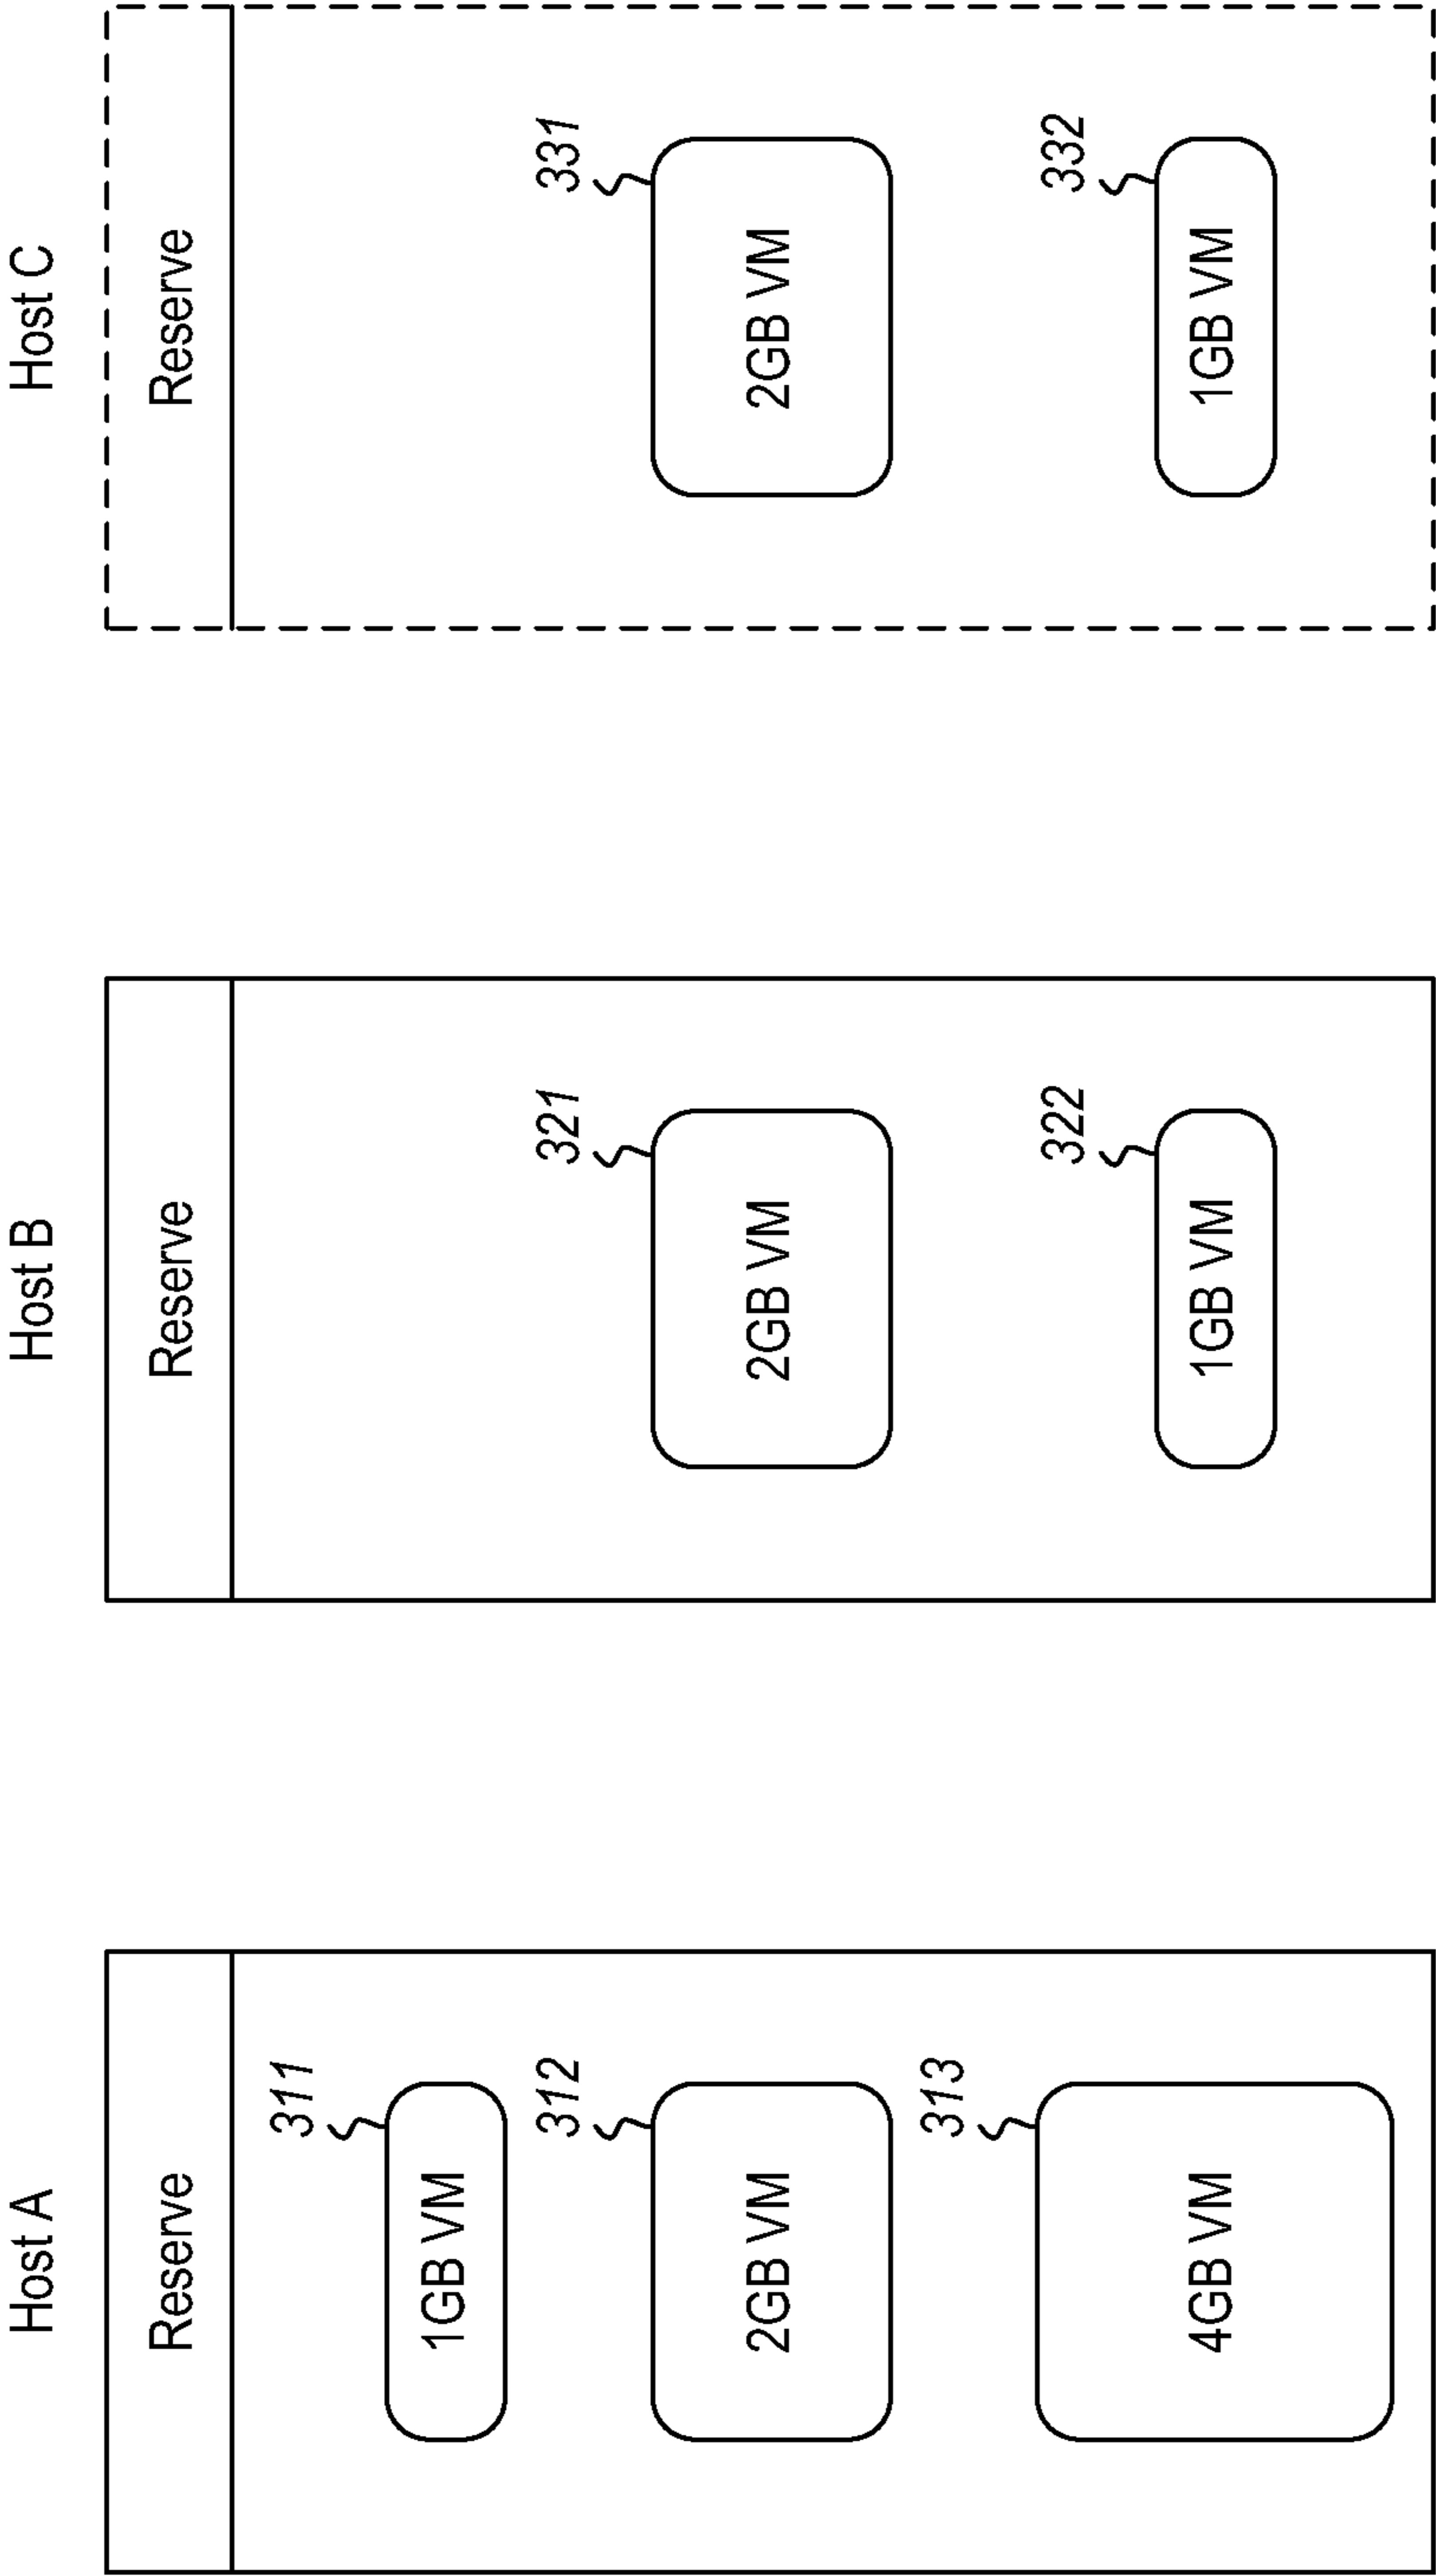 Host A
Reserve
311
1GB VM
312
2GB VM
313
4GB VM
Host B
Reserve
321
2GB VM
322
1GB VM
Host C
Reserve
331
2GB VM
332
1GB VM